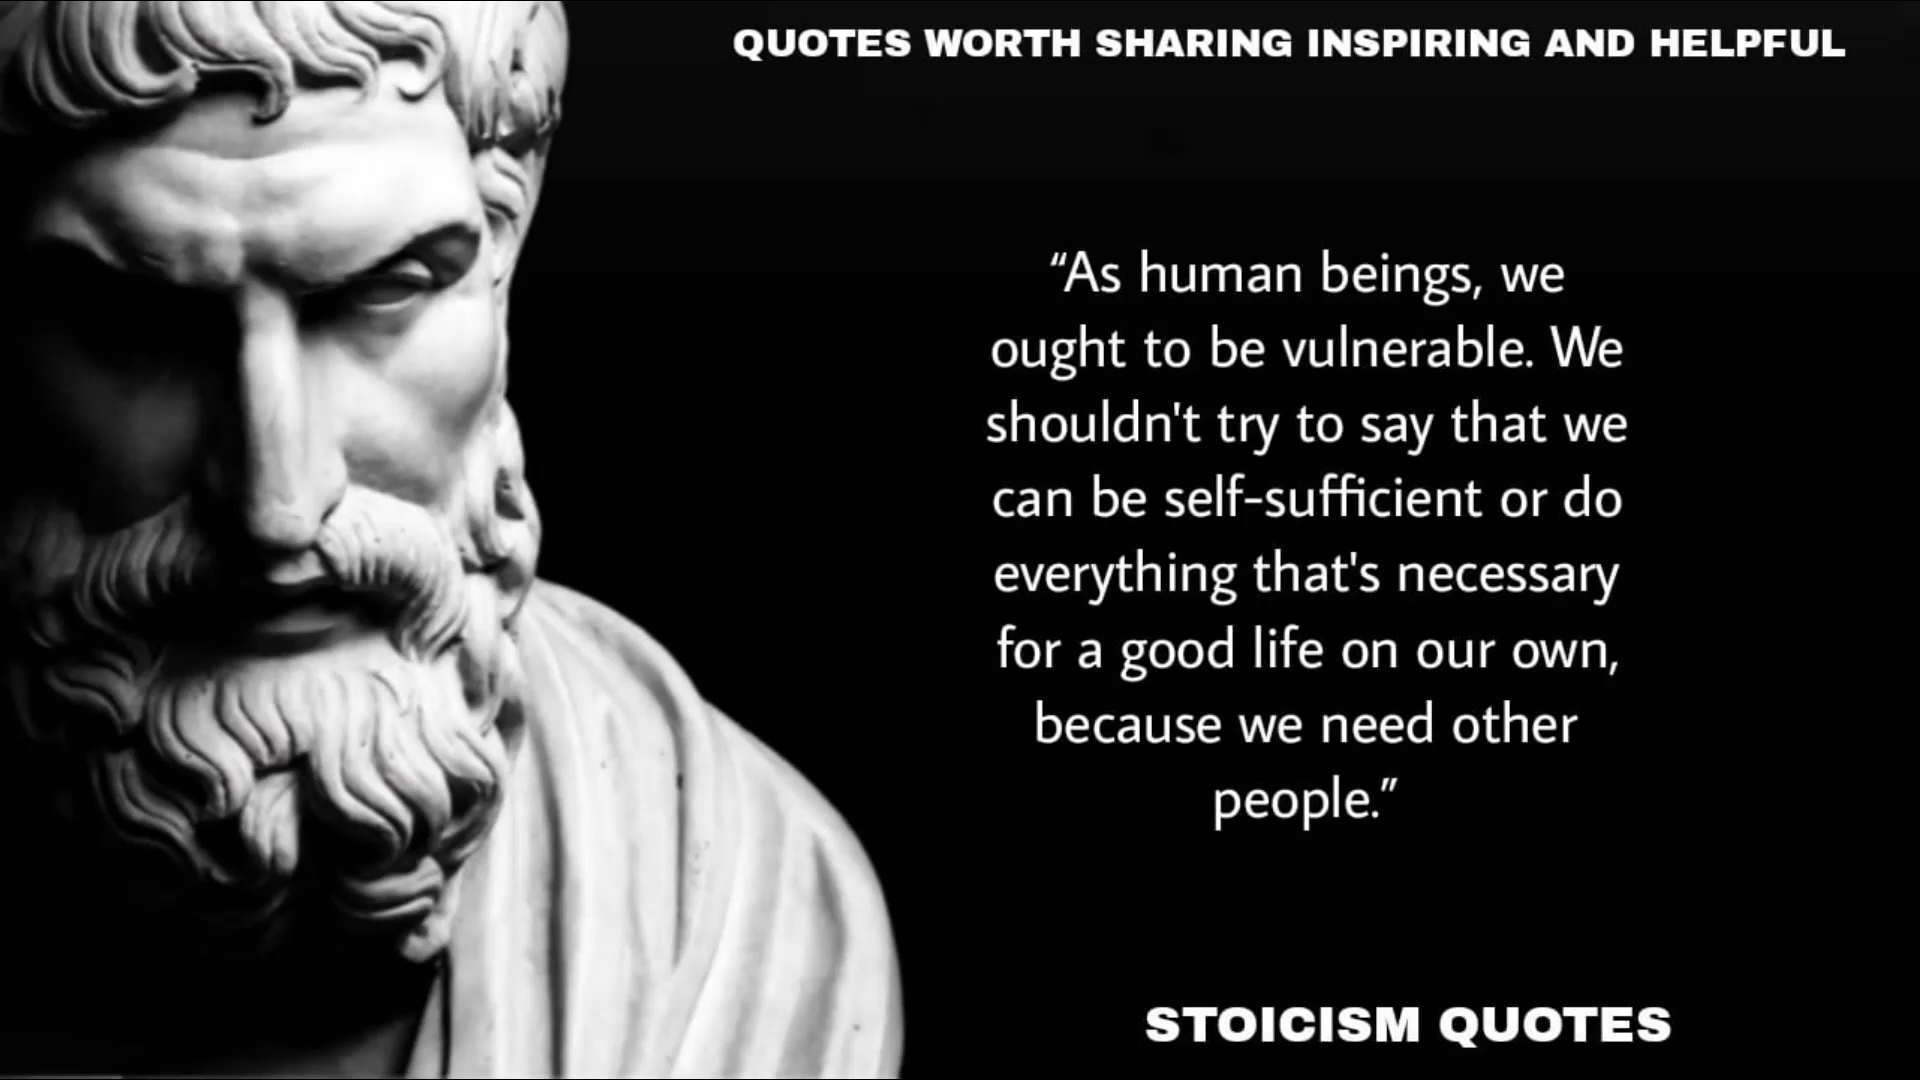 QUOTES WORTH SHARING INSPIRING AND HELPFUL
“As human beings, we
ought to be vulnerable. We
shouldn't try to say that we
can be self-sufficient or do
everything that's necessary
for a good life on our own,
because we need other
people.”
STOICISM QUOTES